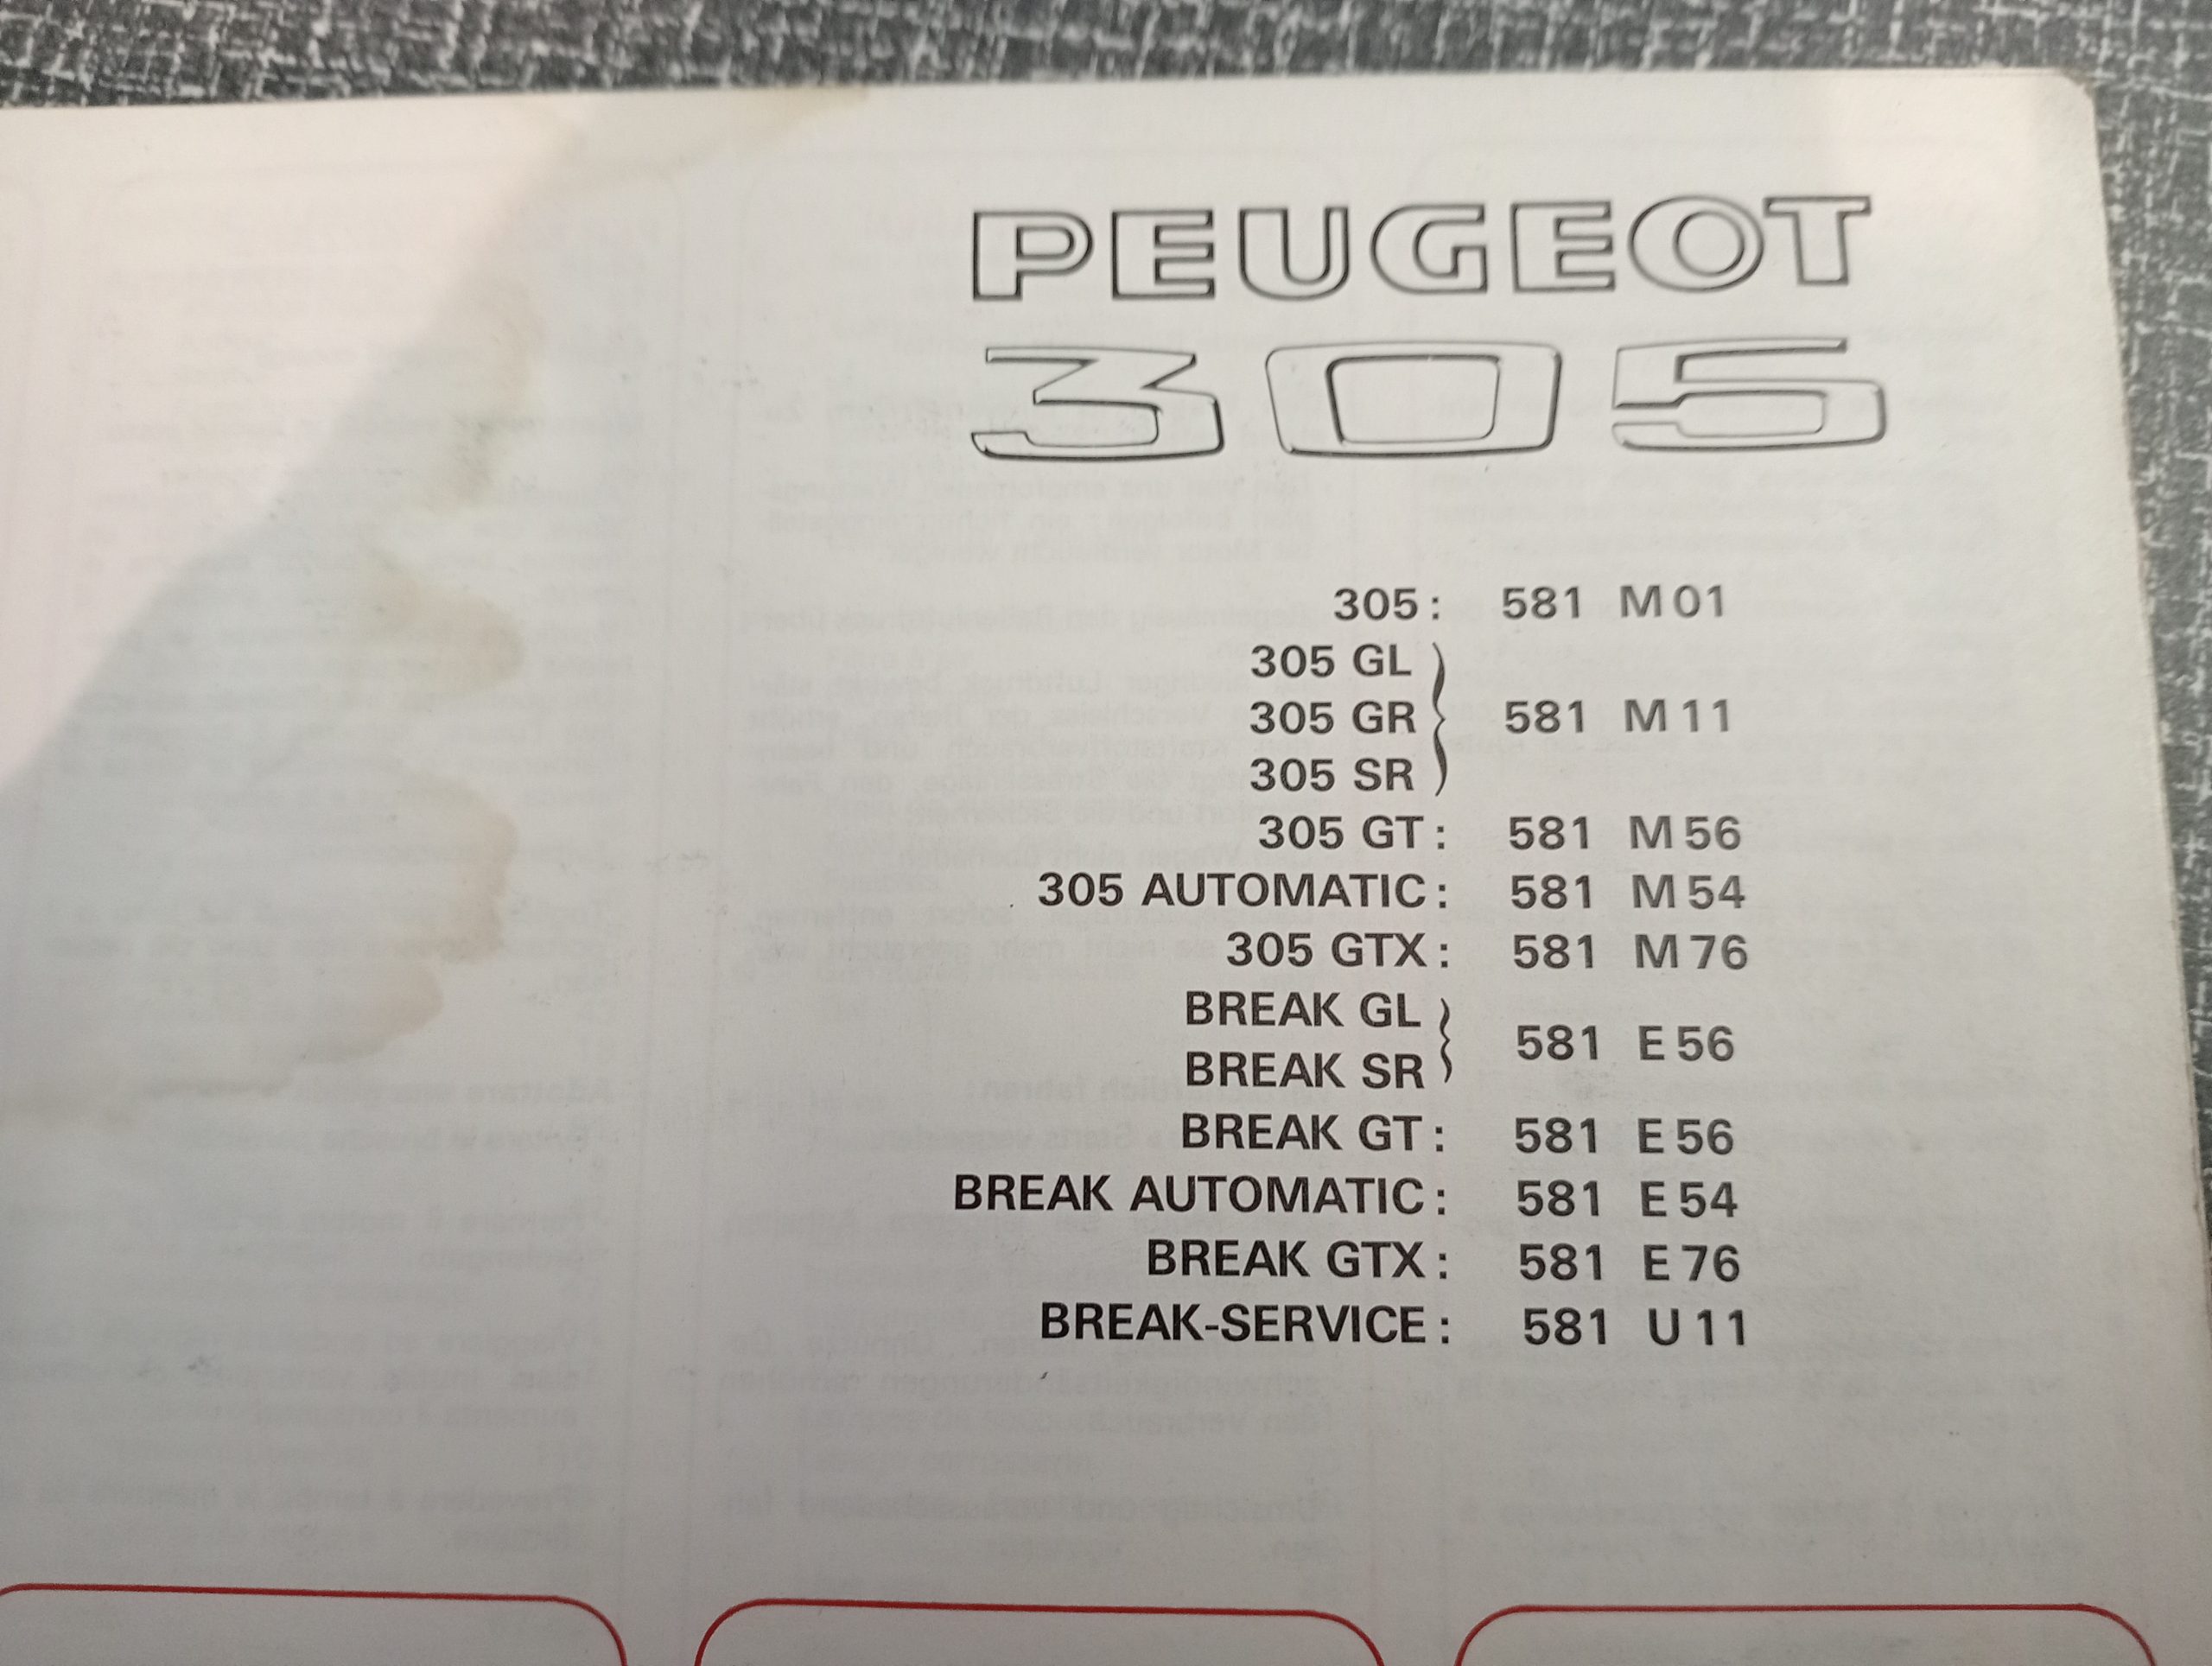 PEUGEOT
305
305 : 581 M 01
305 GL
305 GR } 581 M 11
305 SR
305 GT : 581 M 56
305 AUTOMATIC : 581 M 54
305 GTX : 581 M 76
BREAK GL
} 581 E 56
BREAK SR
BREAK GT : 581 E 56
BREAK AUTOMATIC : 581 E 54
BREAK GTX : 581 E 76
BREAK-SERVICE : 581 U 11